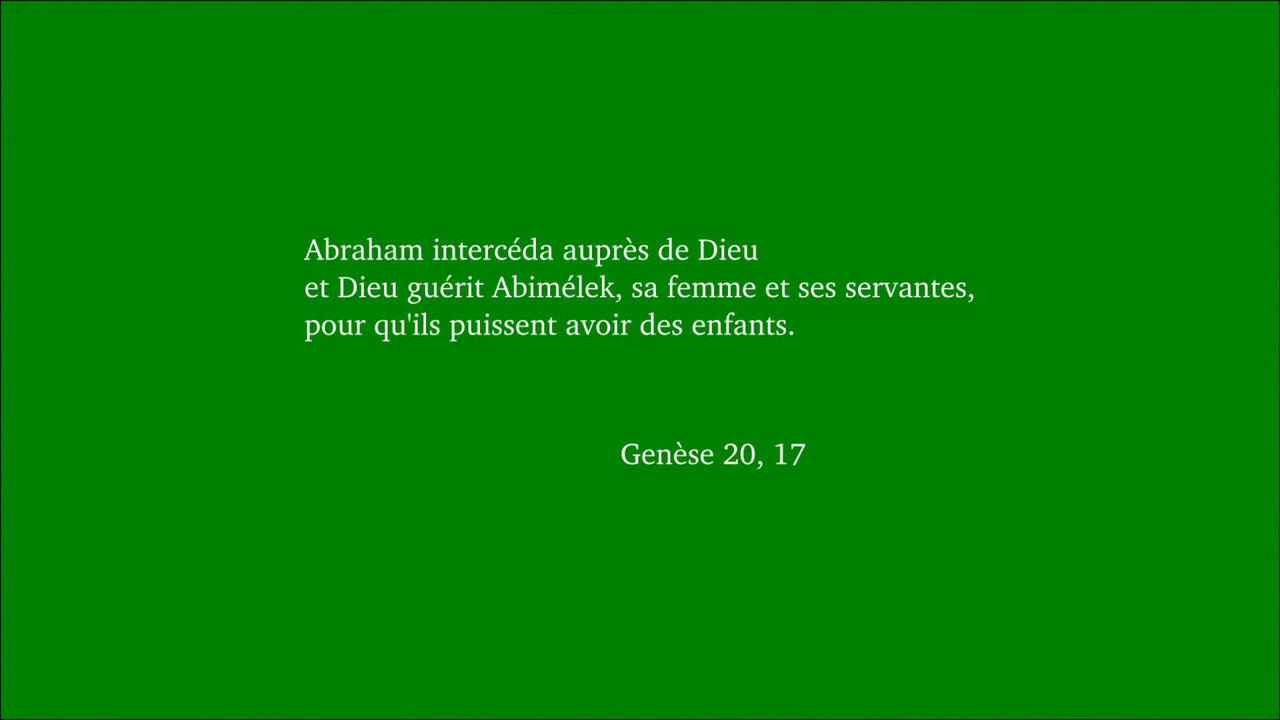 Abraham intercéda auprès de Dieu
et Dieu guérit Abimélek, sa femme et ses servantes,
pour qu'ils puissent avoir des enfants.
Genèse 20, 17